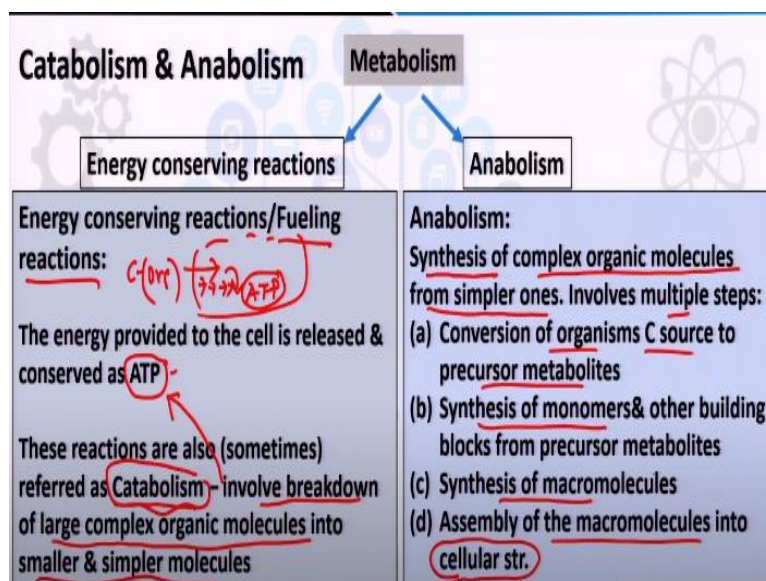 Catabolism & Anabolism
Metabolism
Energy conserving reactions
Anabolism
Energy conserving reactions/Fueling
reactions:
C-(org)
ATP
The energy provided to the cell is released &
conserved as ATP
These reactions are also (sometimes)
referred as Catabolism – involve breakdown
of large complex organic molecules into
smaller & simpler molecules
Anabolism:
Synthesis of complex organic molecules
from simpler ones. Involves multiple steps:
(a) Conversion of organisms C source to
precursor metabolites
(b) Synthesis of monomers& other building
blocks from precursor metabolites
(c) Synthesis of macromolecules
(d) Assembly of the macromolecules into
cellular str.